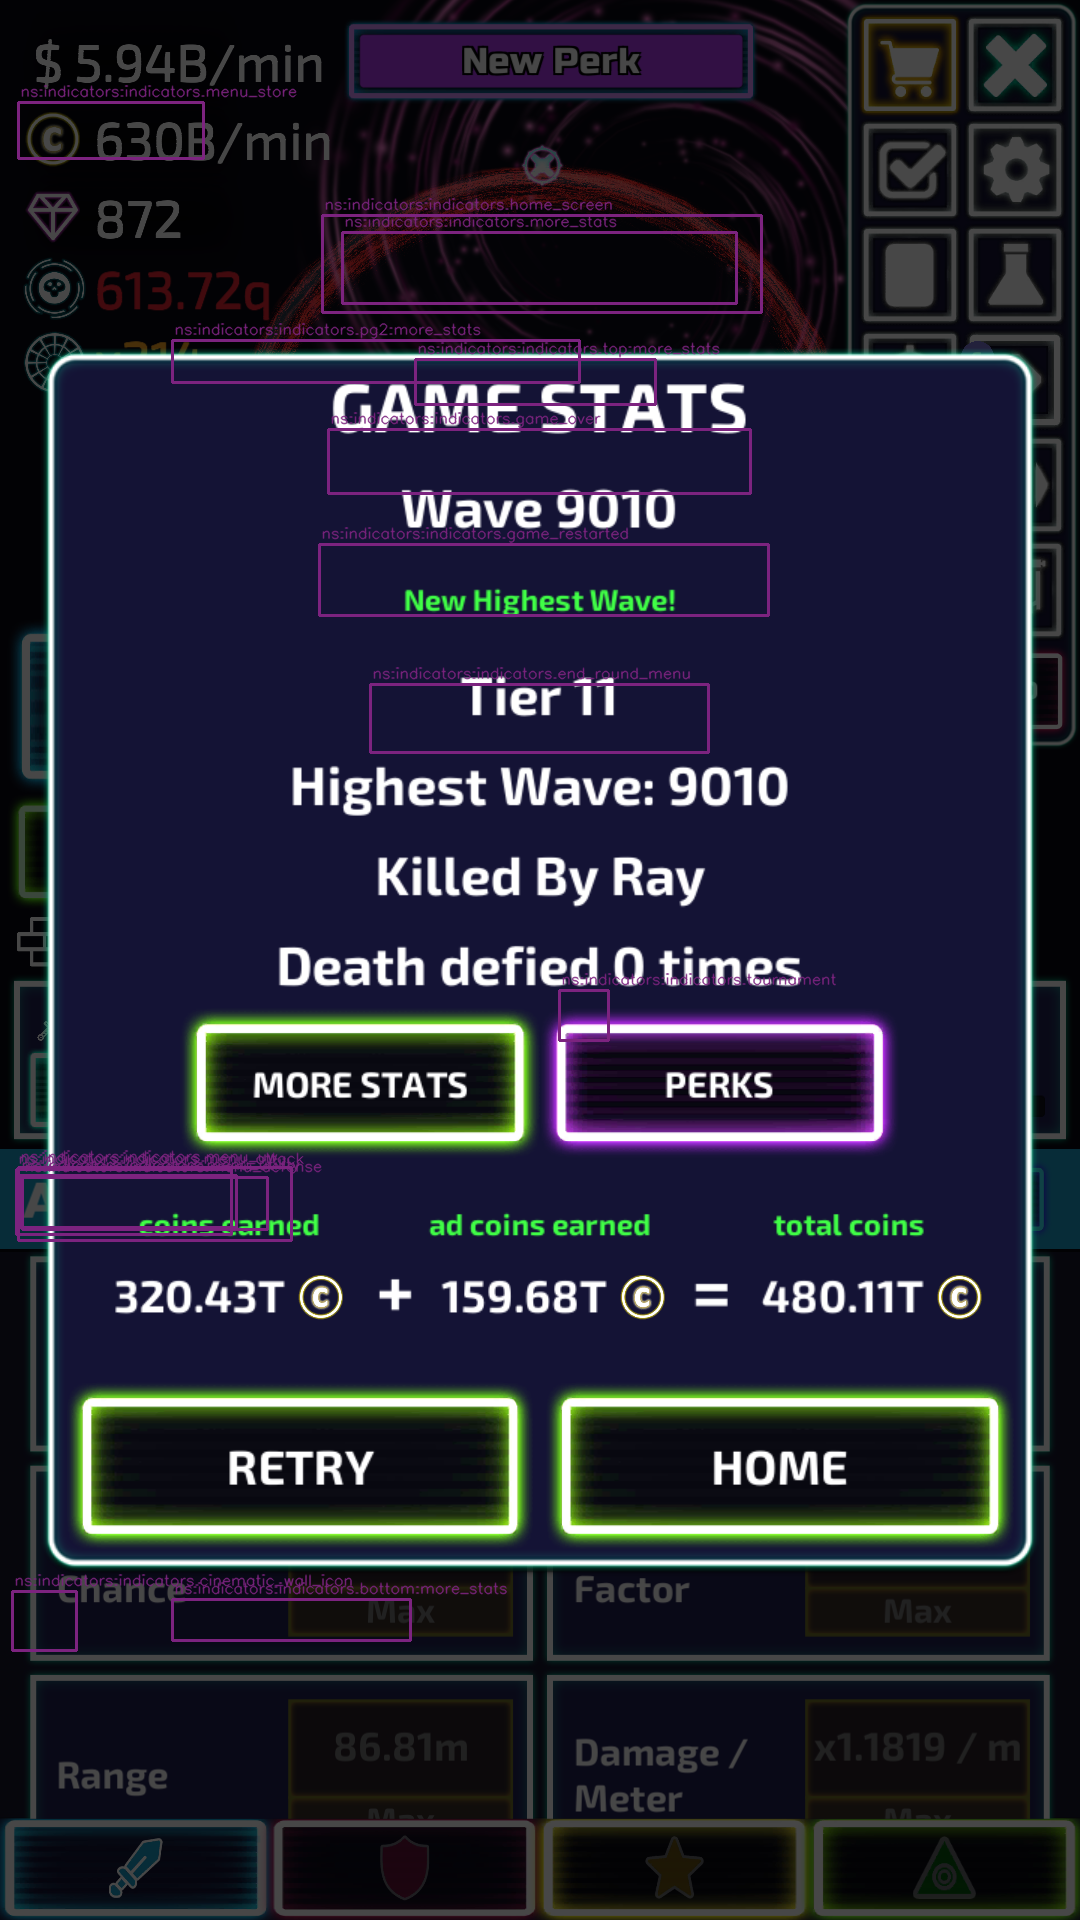 $ 5.94B/min
New Perk
ns:indicators:indicators.menu_store
630B/min
872
ns:indicators:indicators.home_screen
ns:indicators:indicators.more_stats
613.72q
ns:indicators:indicators.pg2:more_stats
ns:indicators:indicators.top:more_stats
GAME STATS
ns:indicators:indicators.game_over
Wave 9010
ns:indicators:indicators.game_restarted
New Highest Wave!
ns:indicators:indicators.end_round_menu
Tier 11
Highest Wave: 9010
Killed By Ray
Death defied 0 times
ns:indicators:indicators.tournament
MORE STATS
PERKS
coins earned
ad coins earned
total coins
320.43T © + 159.68T © = 480.11T ©
RETRY
HOME
ns:indicators:indicators.cinematic_wall_icon
ns:indicators:indicators.bottom:more_stats
Chance
Max
Factor
Max
Range
86.81m
Max
Damage /
Meter
x1.1819 / m
Max